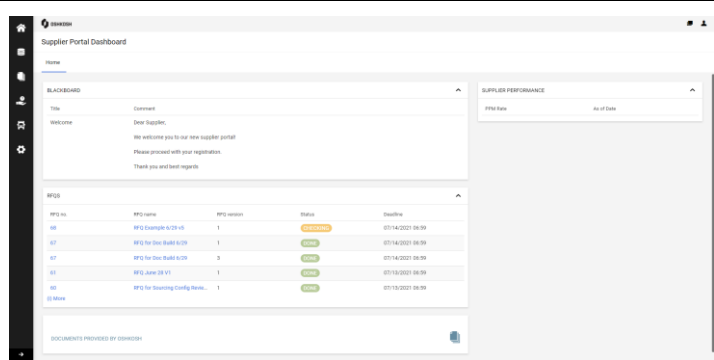 OSHKOSH
Supplier Portal Dashboard
Home
BLACKBOARD
Title Comment
Welcome Dear Supplier,
We welcome you to our new supplier portal!
Please proceed with your registration.
Thank you and best regards
SUPPLIER PERFORMANCE
PPM Rate As of Date
RFQS
RFQ no. RFQ name RFQ version Status Deadline
68 RFQ Example 6/29 v5 1 CHECKING 07/14/2021 06:59
67 RFQ for Doc Build 6/29 1 DONE 07/14/2021 06:59
67 RFQ for Doc Build 6/29 3 DONE 07/14/2021 06:59
61 RFQ June 28 V1 1 DONE 07/13/2021 06:59
60 RFQ for Sourcing Config Revie... 1 DONE 07/13/2021 06:59
More
DOCUMENTS PROVIDED BY OSHKOSH